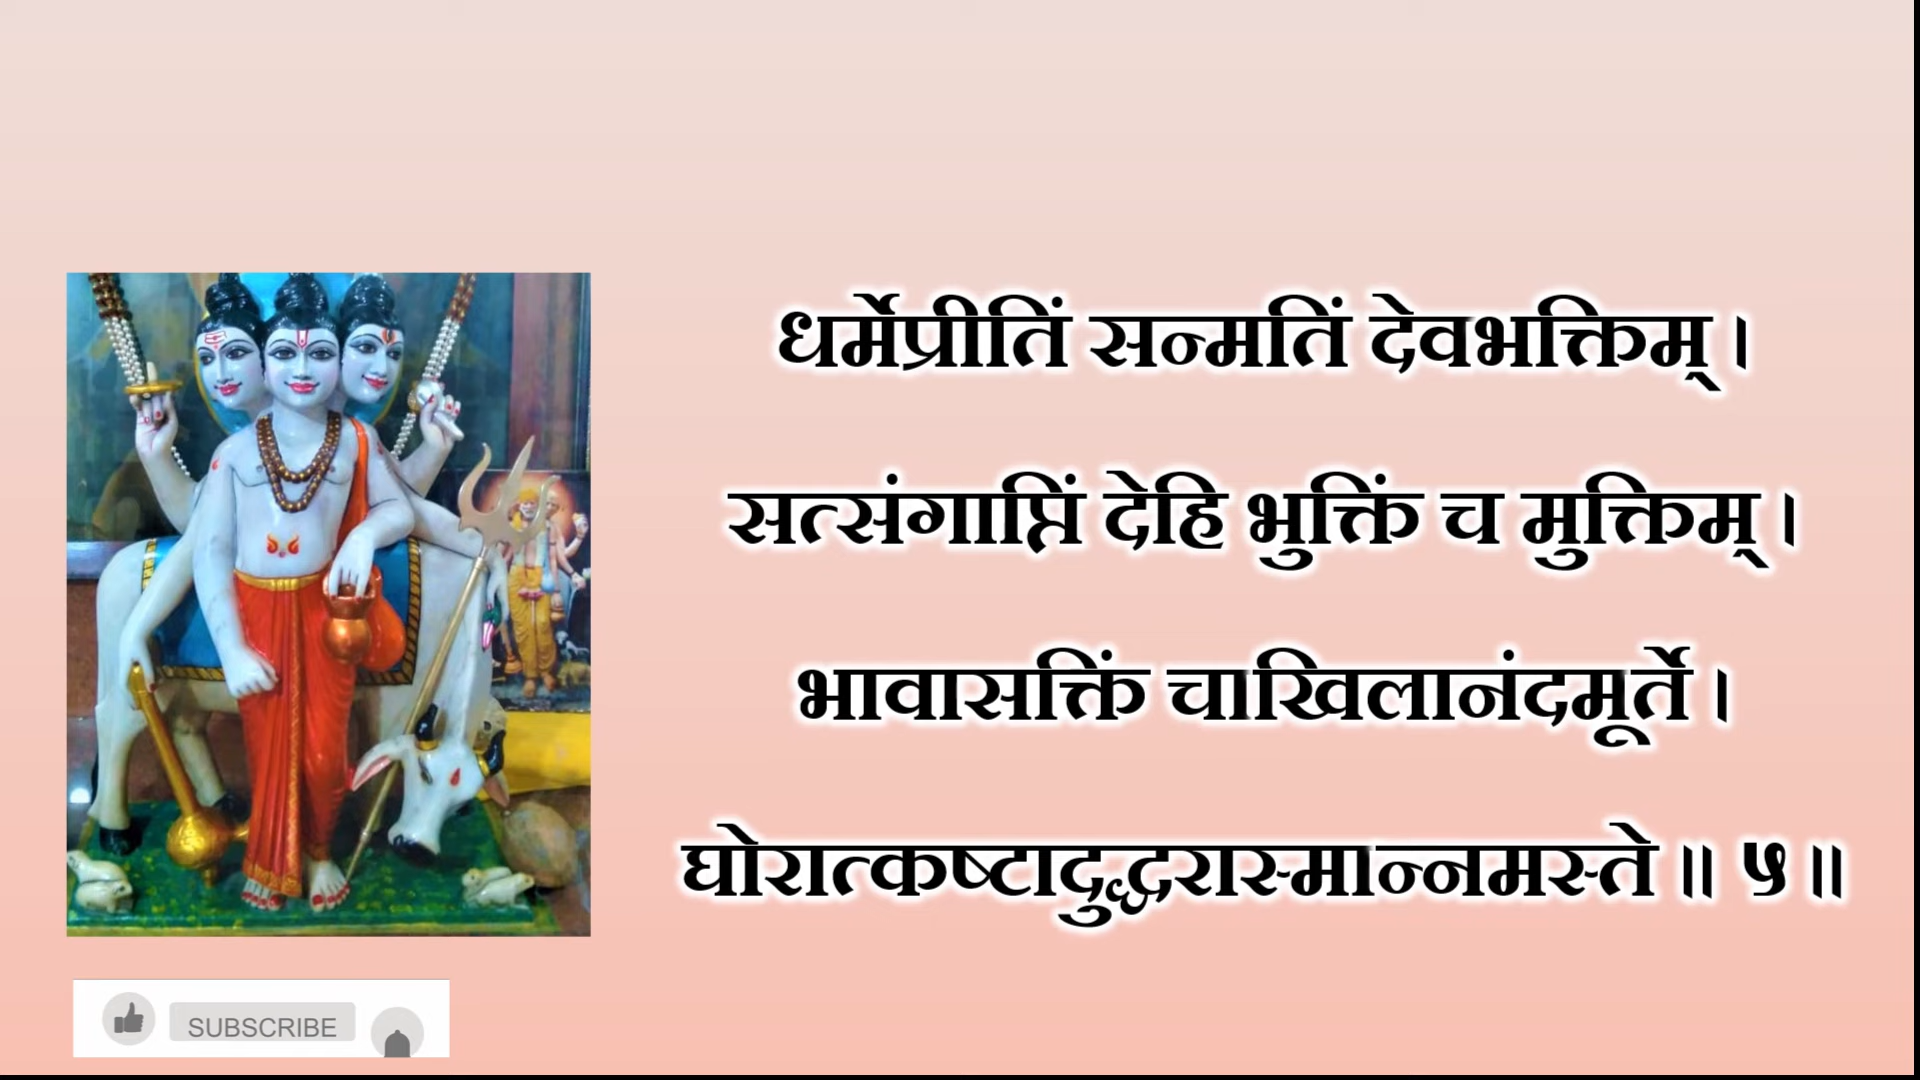 धर्मेप्रीतिं सन्मतिं देवभक्तिम् ।
सत्संगाप्तिं देहि भुक्तिं च मुक्तिम् ।
भावासक्तिं चाखिलानंदमूर्ते ।
घोरात्कष्टादुद्धरास्मान्नमस्ते ॥ ५ ॥
SUBSCRIBE